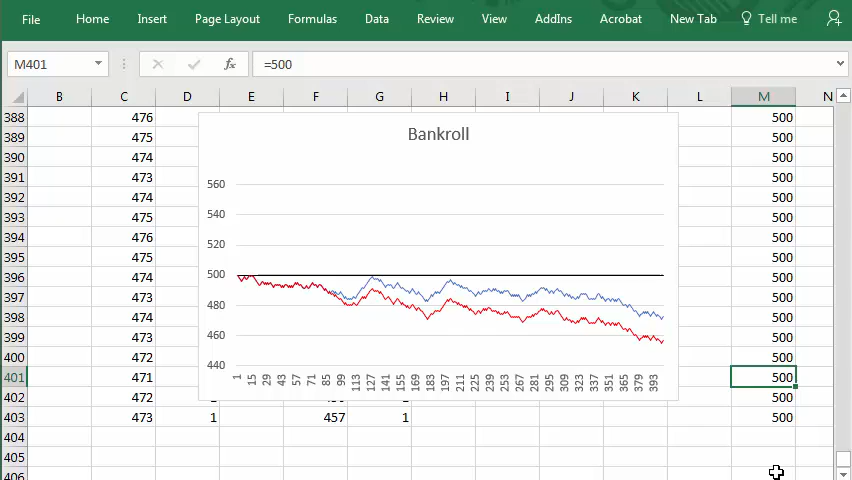 File Home Insert Page Layout Formulas Data Review View AddIns Acrobat New Tab Tell me
M401 fx =500
B C D E F G H I J K L M N
388 476 500
389 475 500
390 474 500
391 473 500
392 474 500
393 475 500
394 476 500
395 475 500
396 474 500
397 473 500
398 474 500
399 473 500
400 472 500
401 471 500
402 472 500
403 473 1 457 1 500
404
405
406
Bankroll
560
540
520
500
480
460
440
1 15 29 43 57 71 85 99 113 127 141 155 169 183 197 211 225 239 253 267 281 295 309 323 337 351 365 379 393